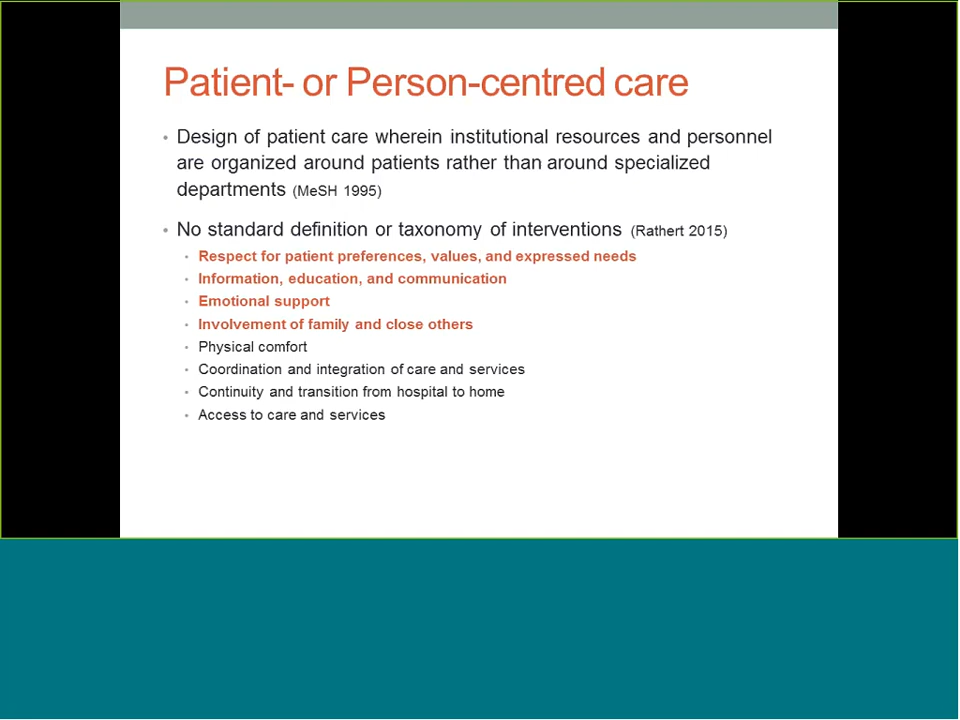 Patient- or Person-centred care
• Design of patient care wherein institutional resources and personnel
are organized around patients rather than around specialized
departments (MeSH 1995)
• No standard definition or taxonomy of interventions (Rathert 2015)
• Respect for patient preferences, values, and expressed needs
• Information, education, and communication
• Emotional support
• Involvement of family and close others
• Physical comfort
• Coordination and integration of care and services
• Continuity and transition from hospital to home
• Access to care and services